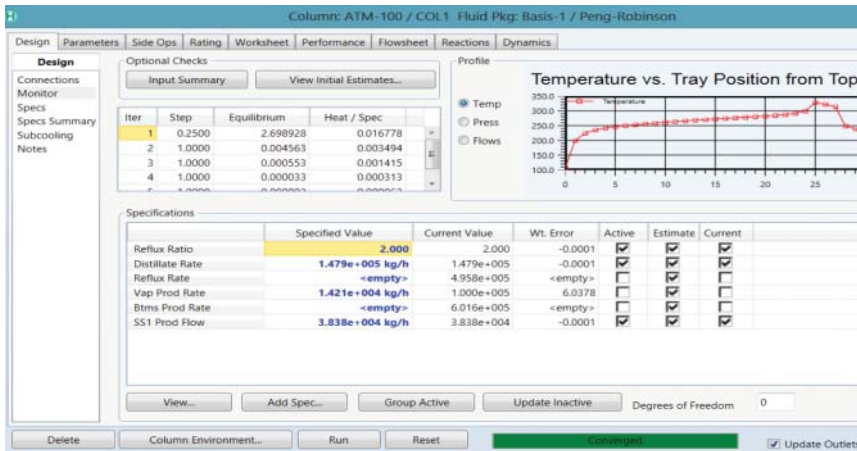 Column: ATM-100 / COL1 Fluid Pkg: Basis-1 / Peng-Robinson
Design Parameters Side Ops Rating Worksheet Performance Flowsheet Reactions Dynamics
Design
Connections
Monitor
Specs
Specs Summary
Subcooling
Notes
Optional Checks
Input Summary View Initial Estimates...
Iter Step Equilibrium Heat / Spec
1 0.2500 2.698928 0.016778
2 1.0000 0.004563 0.003494
3 1.0000 0.000553 0.001415
4 1.0000 0.000033 0.000313
Profile
Temp
Press
Flows
Temperature vs. Tray Position from Top
Temperature
350.0
300.0
250.0
200.0
150.0
100.0
0 5 10 15 20 25
Specifications
Specified Value Current Value Wt. Error Active Estimate Current
Reflux Ratio 2.000 2.000 -0.0001
Distillate Rate 1.479e+005 kg/h 1.479e+005 -0.0001
Reflux Rate <empty> 4.958e+005 <empty>
Vap Prod Rate 1.421e+004 kg/h 1.000e+005 6.0378
Btms Prod Rate <empty> 6.016e+005 <empty>
SS1 Prod Flow 3.838e+004 kg/h 3.838e+004 -0.0001
View... Add Spec... Group Active Update Inactive Degrees of Freedom 0
Delete Column Environment... Run Reset Converged Update Outlets